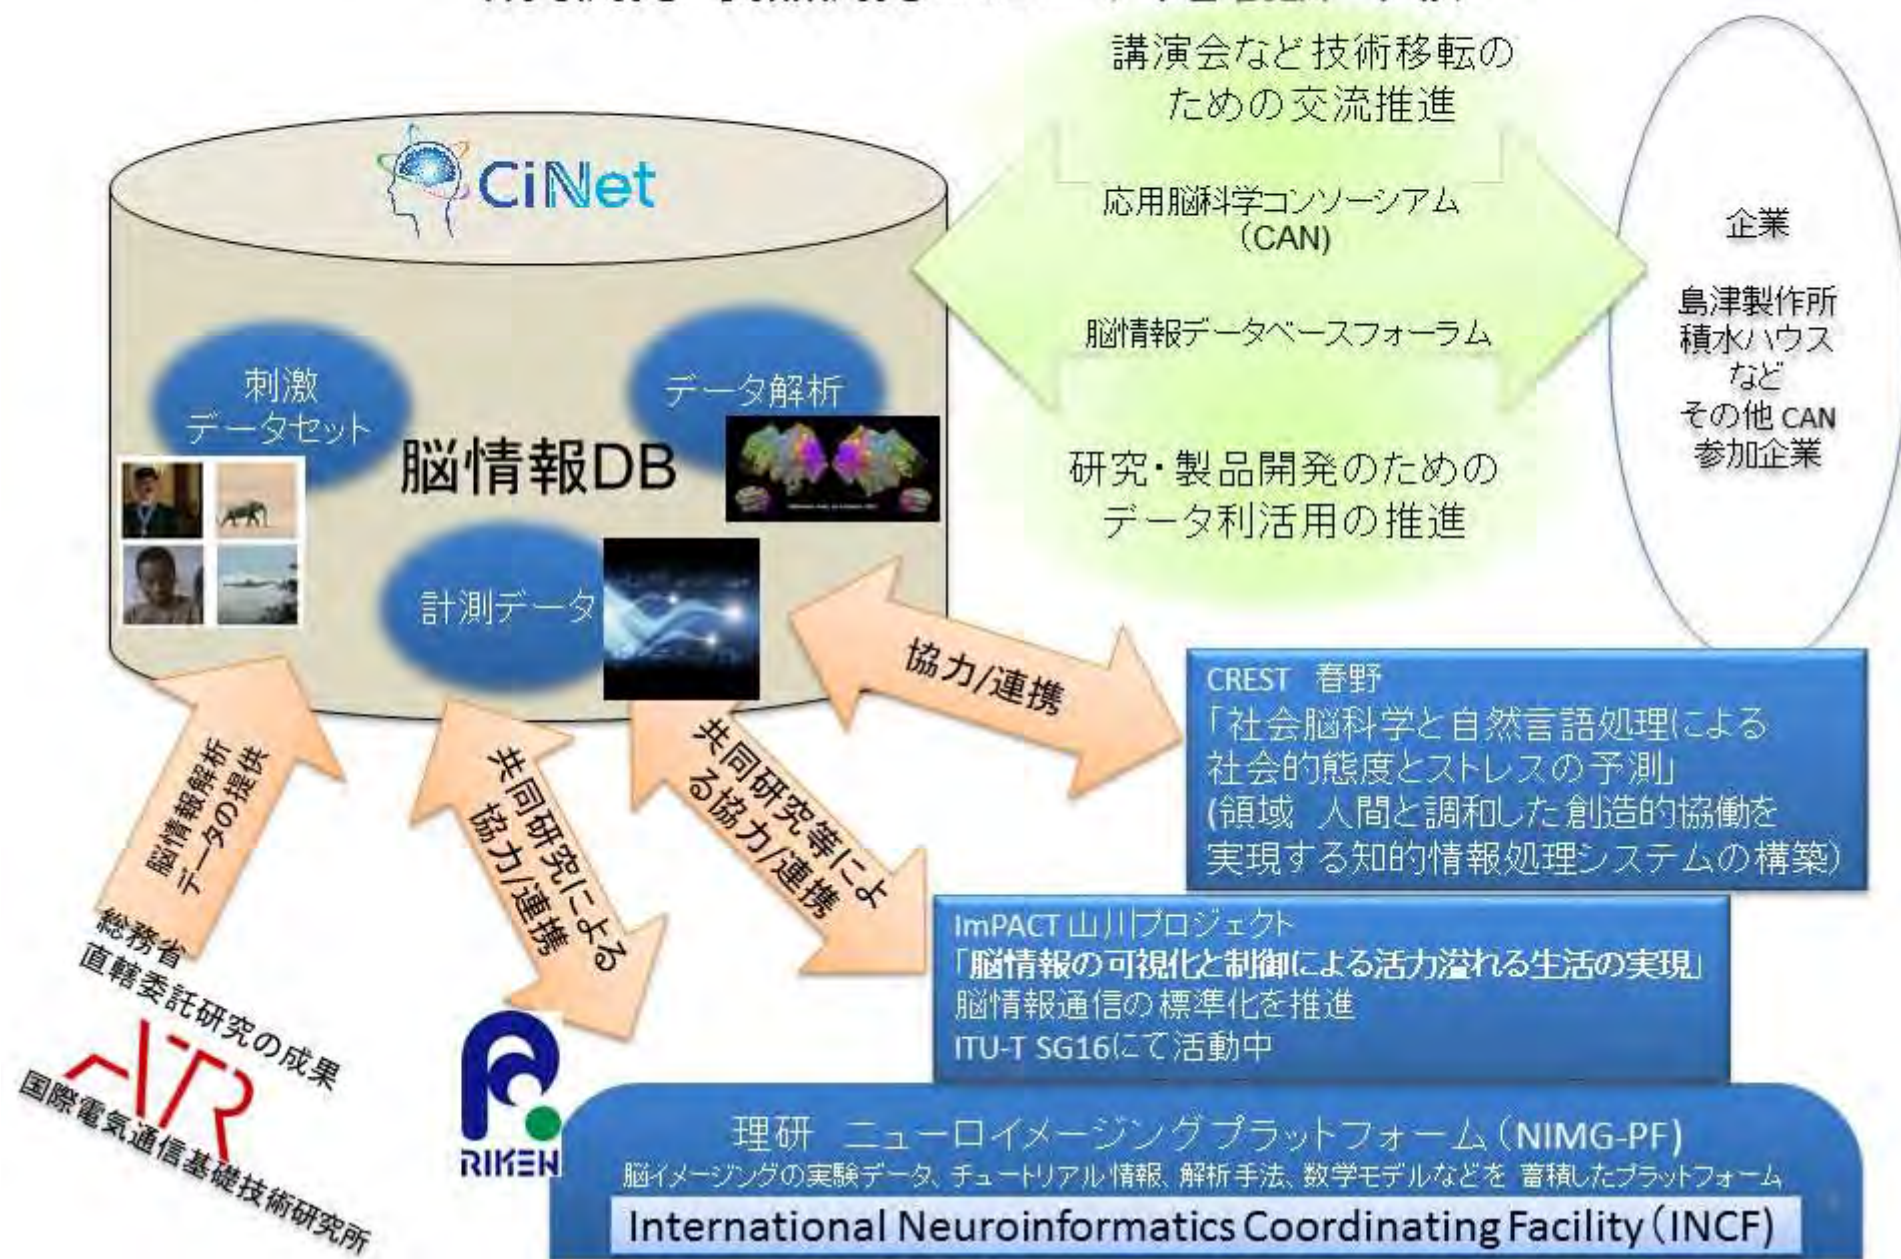 講演会など技術移転の
ための交流推進
CiNet
応用脳科学コンソーシアム
(CAN)
脳情報データベースフォーラム
研究・製品開発のための
データ利活用の推進
企業
島津製作所
積水ハウス
など
その他 CAN
参加企業
刺激
データセット
データ解析
脳情報DB
計測データ
協力/連携
CREST 春野
「社会脳科学と自然言語処理による
社会的態度とストレスの予測」
(領域 人間と調和した創造的協働を
実現する知的情報処理システムの構築)
脳情報解析
データの提供
共同研究による
協力/連携
共同研究等によ
る協力/連携
ImPACT 山川プロジェクト
「脳情報の可視化と制御による活力溢れる生活の実現」
脳情報通信の標準化を推進
ITU-T SG16にて活動中
総務省
直轄委託研究の成果
ATR
国際電気通信基礎技術研究所
RIKEN
理研 ニューロイメージングプラットフォーム(NIMG-PF)
脳イメージングの実験データ、チュートリアル情報、解析手法、数学モデルなどを 蓄積したプラットフォーム
International Neuroinformatics Coordinating Facility(INCF)